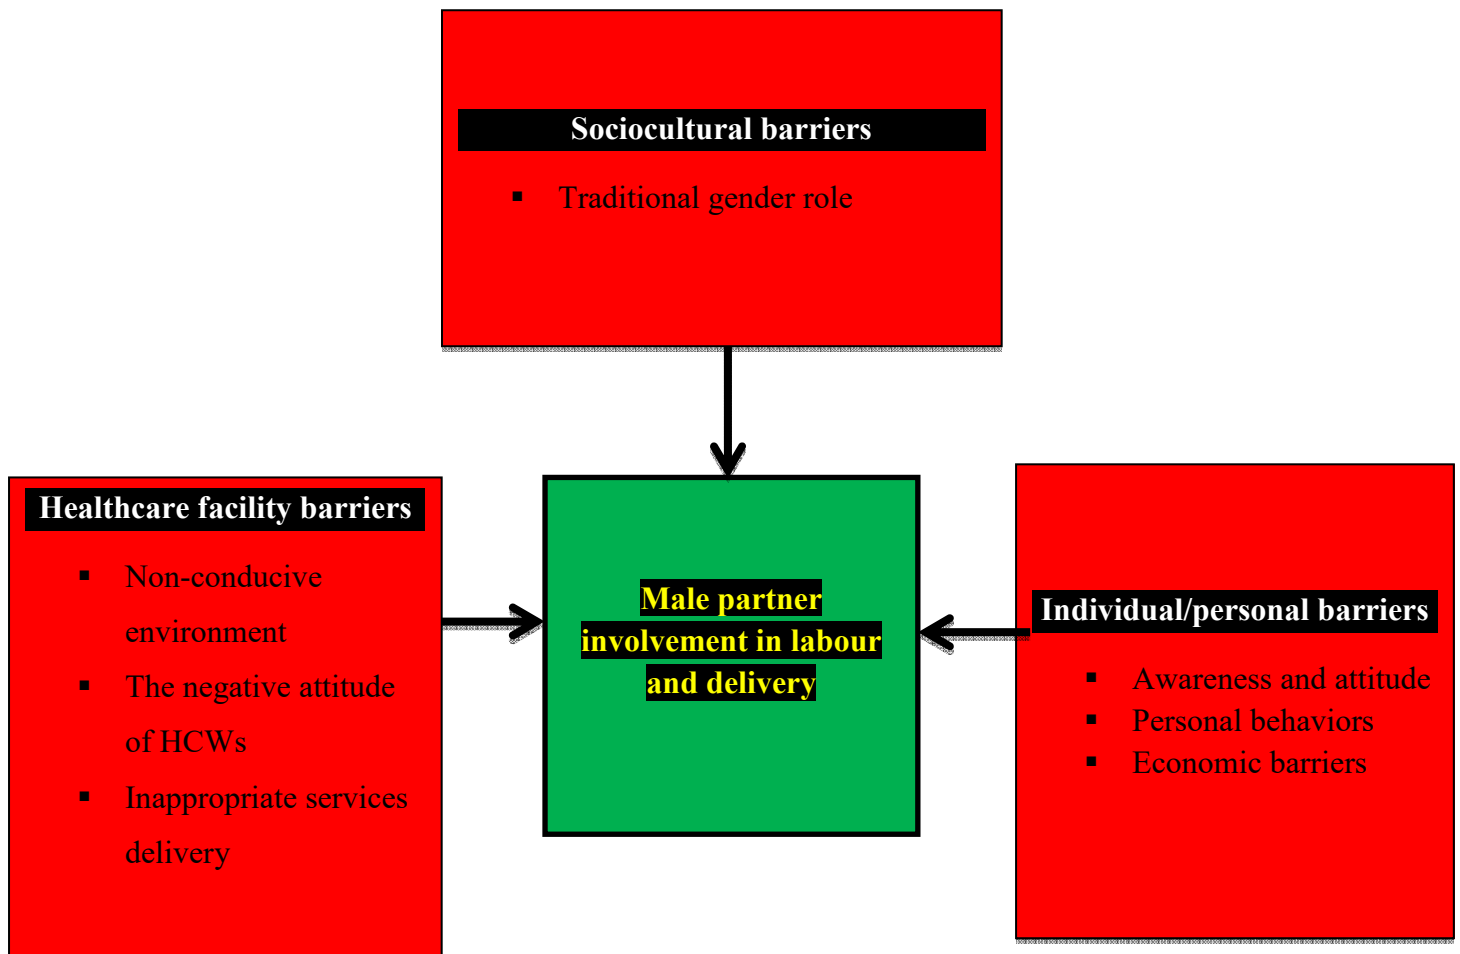 Sociocultural barriers
▪ Traditional gender role
Healthcare facility barriers
▪ Non-conducive
environment
▪ The negative attitude
of HCWs
▪ Inappropriate services
delivery
Male partner
involvement in labour
and delivery
Individual/personal barriers
▪ Awareness and attitude
▪ Personal behaviors
▪ Economic barriers